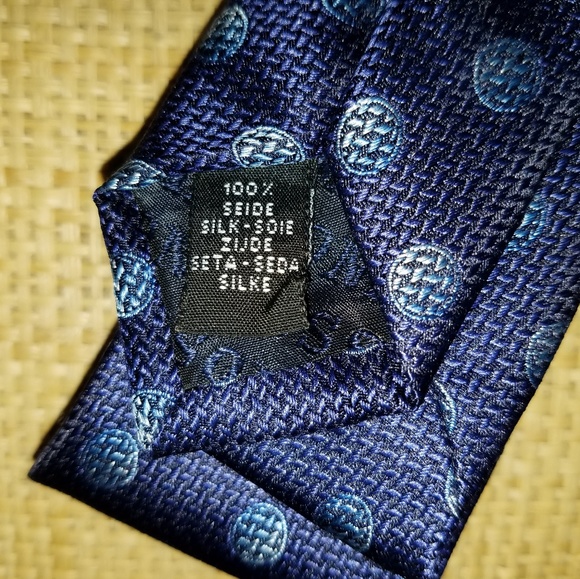 100%
SEIDE
SILK-SOIE
ZIJDE
SETA-SEDA
SILKE